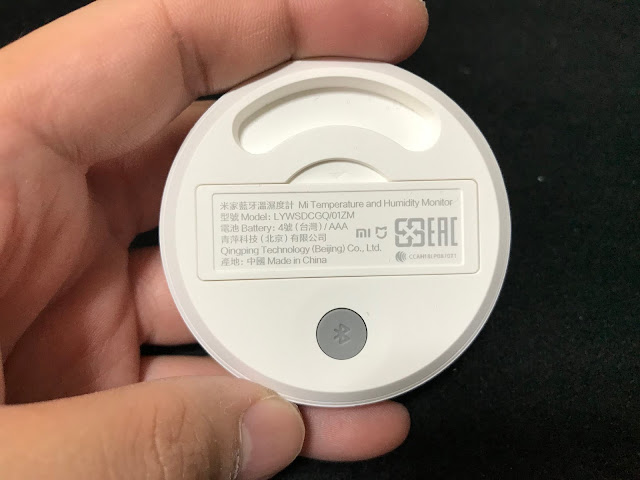 米家藍牙溫濕度計 Mi Temperature and Humidity Monitor
型號 Model: LYWSDCGQ/01ZM
電池 Battery: 4號 (台灣) / AAA
青萍科技 (北京) 有限公司
Qingping Technology (Beijing) Co., Ltd.
產地: 中國 Made in China
MI
EAC